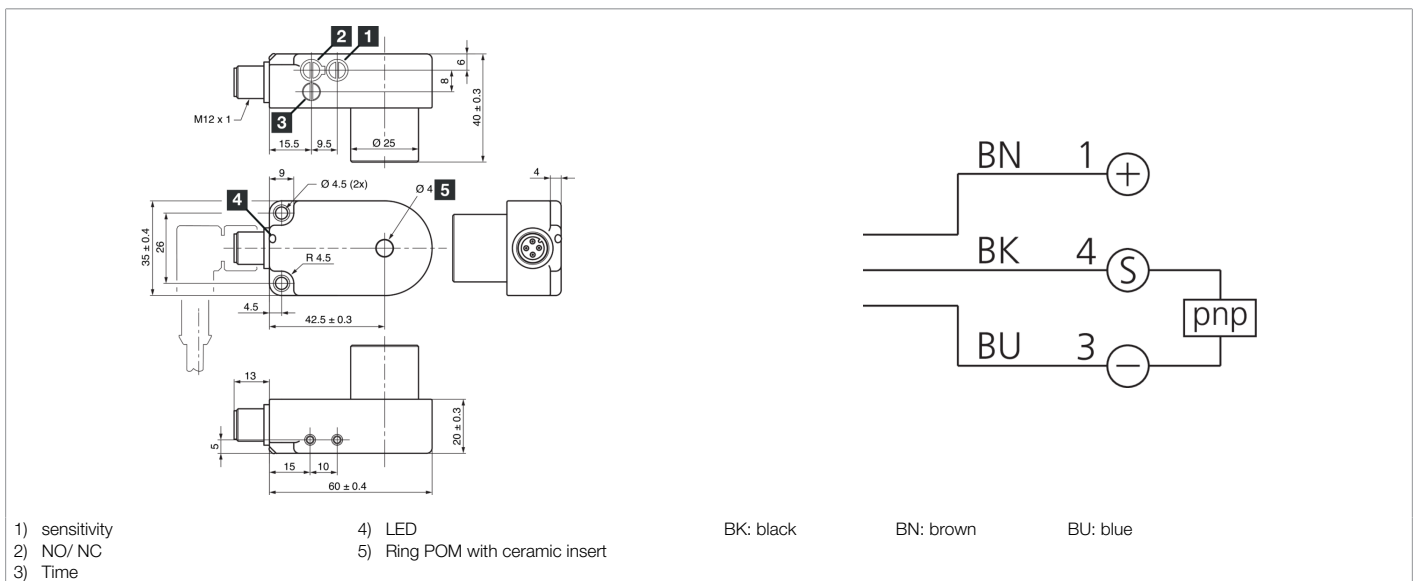 2 1
6
8
40 ± 0.3
M12 x 1
3
15.5 9.5 Ø 25
9
Ø 4.5 (2x)
Ø 4 5
4
4
35 ± 0.4
26
R 4.5
4.5
42.5 ± 0.3
13
5
20 ± 0.3
15 10
60 ± 0.4
BN 1 +
BK 4 S
pnp
BU 3 −
1) sensitivity
2) NO/ NC
3) Time
4) LED
5) Ring POM with ceramic insert
BK: black BN: brown BU: blue